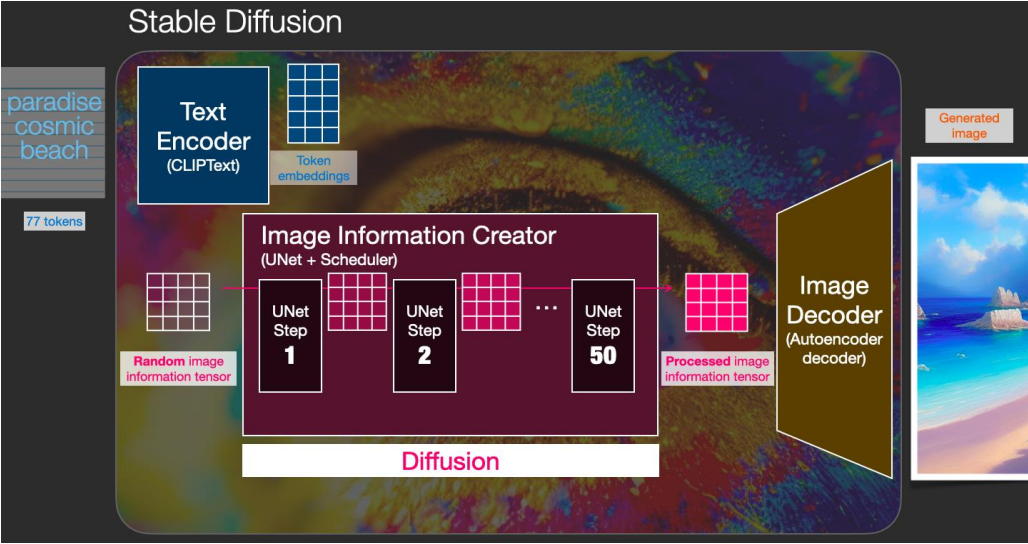 Stable Diffusion
paradise
cosmic
beach
77 tokens
Text
Encoder
(CLIPText)
Token
embeddings
Image Information Creator
(UNet + Scheduler)
UNet
Step
1
UNet
Step
2
...
UNet
Step
50
Random image
information tensor
Processed image
information tensor
Diffusion
Image
Decoder
(Autoencoder
decoder)
Generated
image